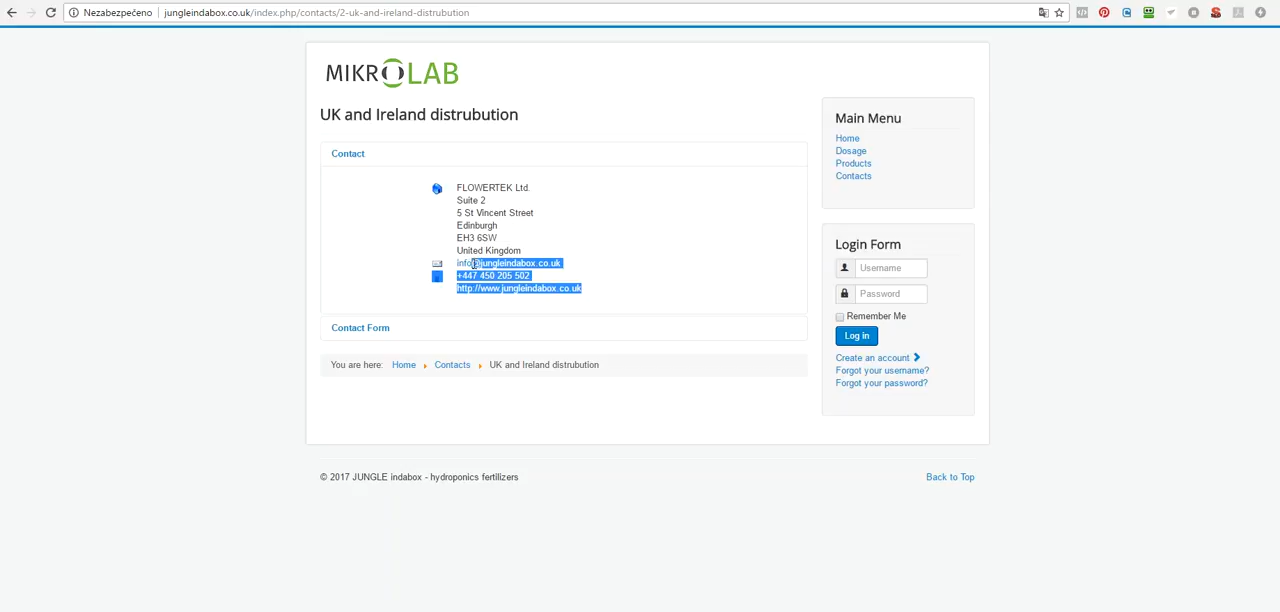 Nezabezpečeno
jungleindabox.co.uk/index.php/contacts/2-uk-and-ireland-distrubution
MIKROLAB
UK and Ireland distrubution
Contact
FLOWERTEK Ltd.
Suite 2
5 St Vincent Street
Edinburgh
EH3 6SW
United Kingdom
info@jungleindabox.co.uk
+447 450 205 502
http://www.jungleindabox.co.uk
Contact Form
You are here: Home Contacts UK and Ireland distrubution
Main Menu
Home
Dosage
Products
Contacts
Login Form
Username
Password
Remember Me
Log in
Create an account
Forgot your username?
Forgot your password?
© 2017 JUNGLE indabox - hydroponics fertilizers
Back to Top